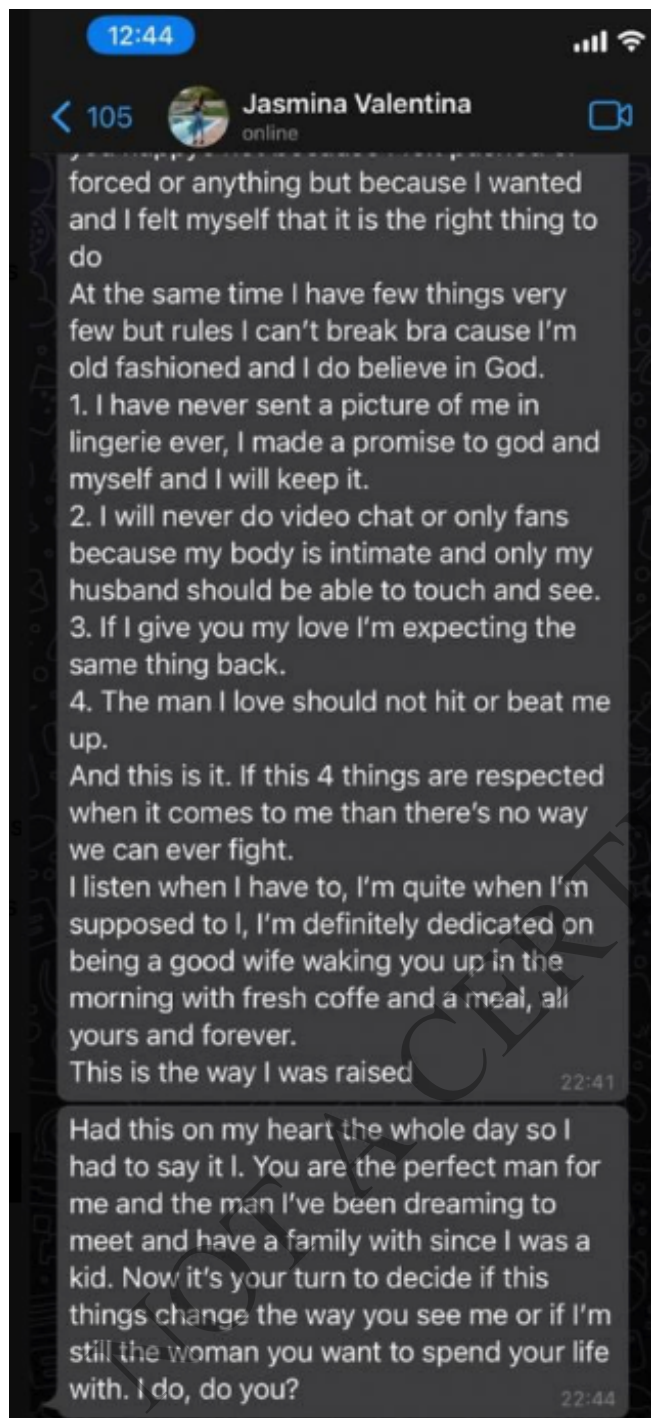 12:44
105
Jasmina Valentina
online
forced or anything but because I wanted
and I felt myself that it is the right thing to
do
At the same time I have few things very
few but rules I can't break bra cause I'm
old fashioned and I do believe in God.
1. I have never sent a picture of me in
lingerie ever, I made a promise to god and
myself and I will keep it.
2. I will never do video chat or only fans
because my body is intimate and only my
husband should be able to touch and see.
3. If I give you my love I'm expecting the
same thing back.
4. The man I love should not hit or beat me
up.
And this is it. If this 4 things are respected
when it comes to me than there's no way
we can ever fight.
I listen when I have to, I'm quite when I'm
supposed to I, I'm definitely dedicated on
being a good wife waking you up in the
morning with fresh coffe and a meal, all
yours and forever.
This is the way I was raised
22:41
Had this on my heart the whole day so I
had to say it I. You are the perfect man for
me and the man I've been dreaming to
meet and have a family with since I was a
kid. Now it's your turn to decide if this
things change the way you see me or if I'm
still the woman you want to spend your life
with. I do, do you?
22:44
NOT A CERT